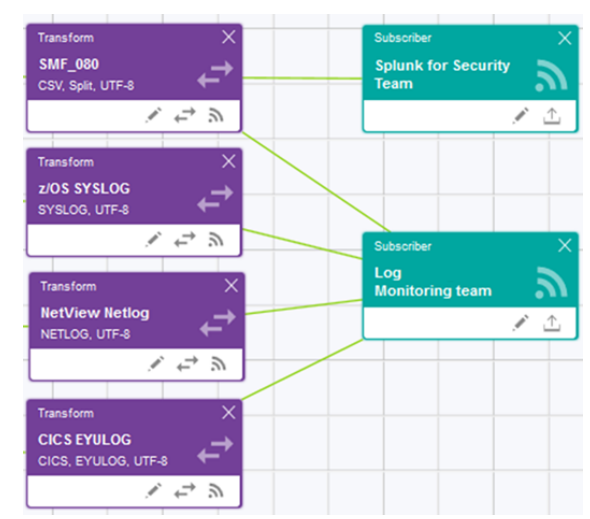 Transform
SMF_080
CSV, Split, UTF-8
Subscriber
Splunk for Security
Team
Transform
z/OS SYSLOG
SYSLOG, UTF-8
Subscriber
Log
Monitoring team
Transform
NetView Netlog
NETLOG, UTF-8
Transform
CICS EYULOG
CICS, EYULOG, UTF-8